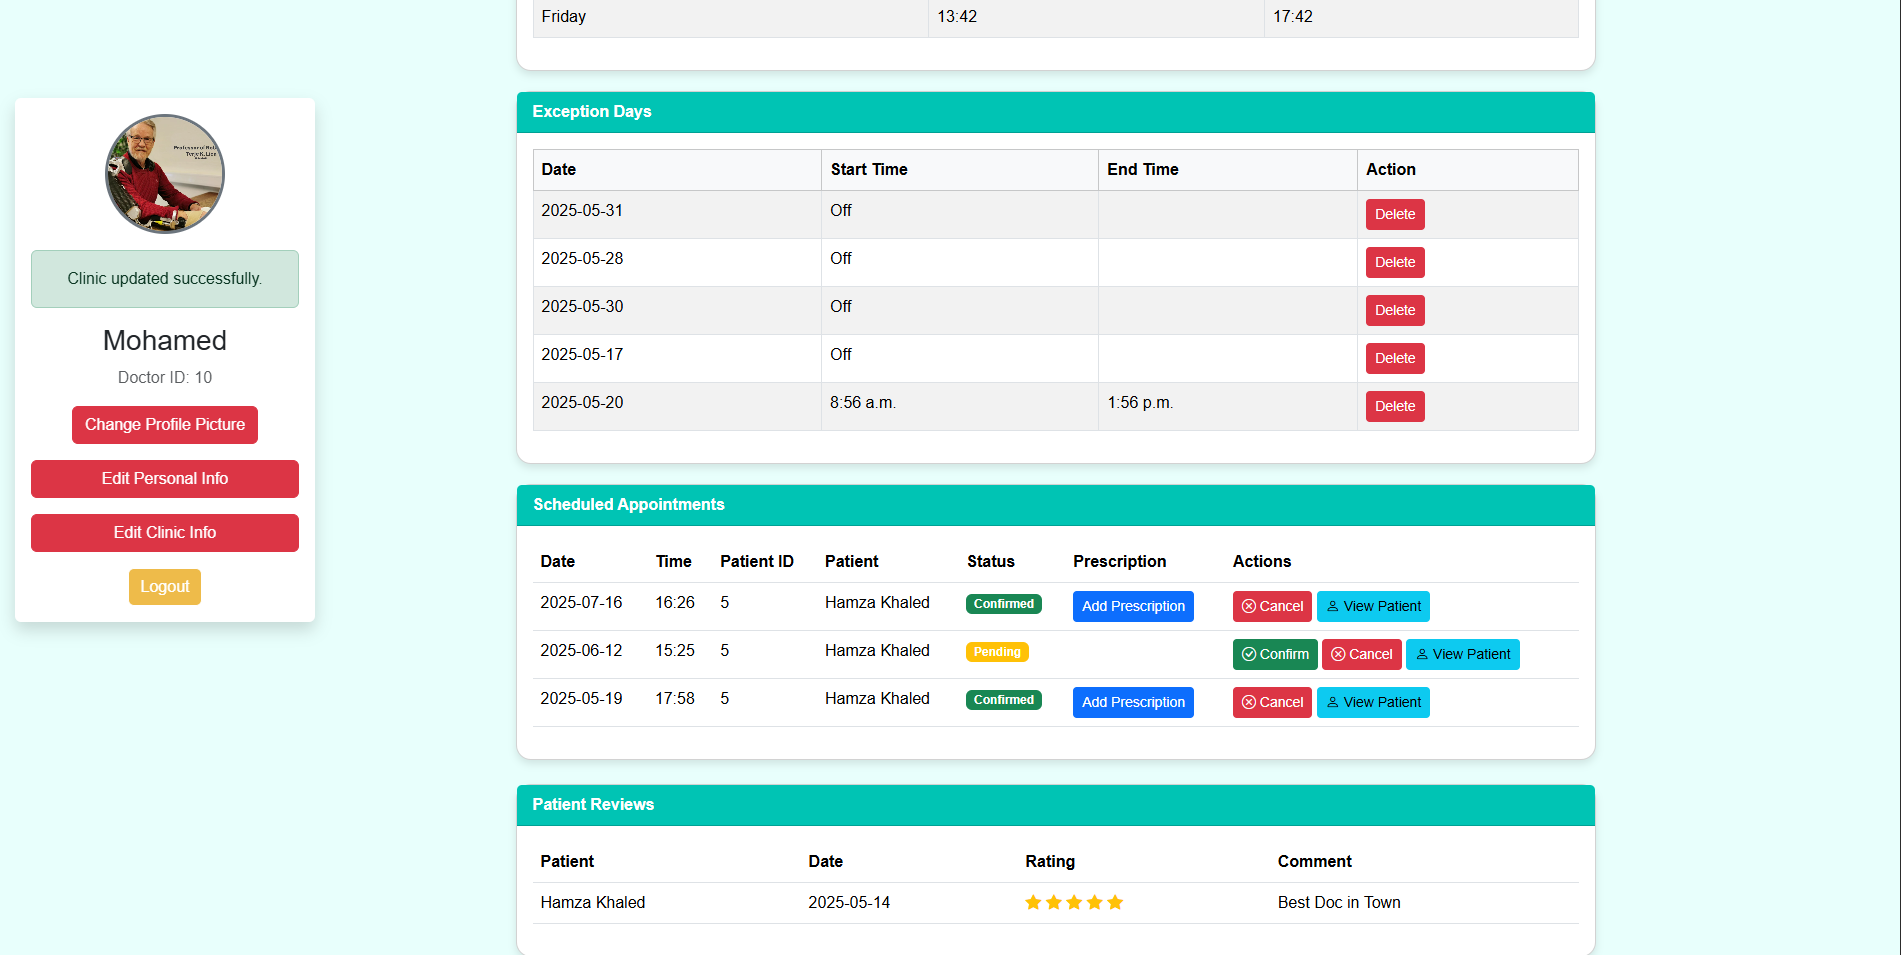 Friday 13:42 17:42
Professor of
Clinic updated successfully.
Mohamed
Doctor ID: 10
Change Profile Picture
Edit Personal Info
Edit Clinic Info
Logout
Exception Days
Date Start Time End Time Action
2025-05-31 Off Delete
2025-05-28 Off Delete
2025-05-30 Off Delete
2025-05-17 Off Delete
2025-05-20 8:56 a.m. 1:56 p.m. Delete
Scheduled Appointments
Date Time Patient ID Patient Status Prescription Actions
2025-07-16 16:26 5 Hamza Khaled Confirmed Add Prescription Cancel View Patient
2025-06-12 15:25 5 Hamza Khaled Pending Confirm Cancel View Patient
2025-05-19 17:58 5 Hamza Khaled Confirmed Add Prescription Cancel View Patient
Patient Reviews
Patient Date Rating Comment
Hamza Khaled 2025-05-14 Best Doc in Town